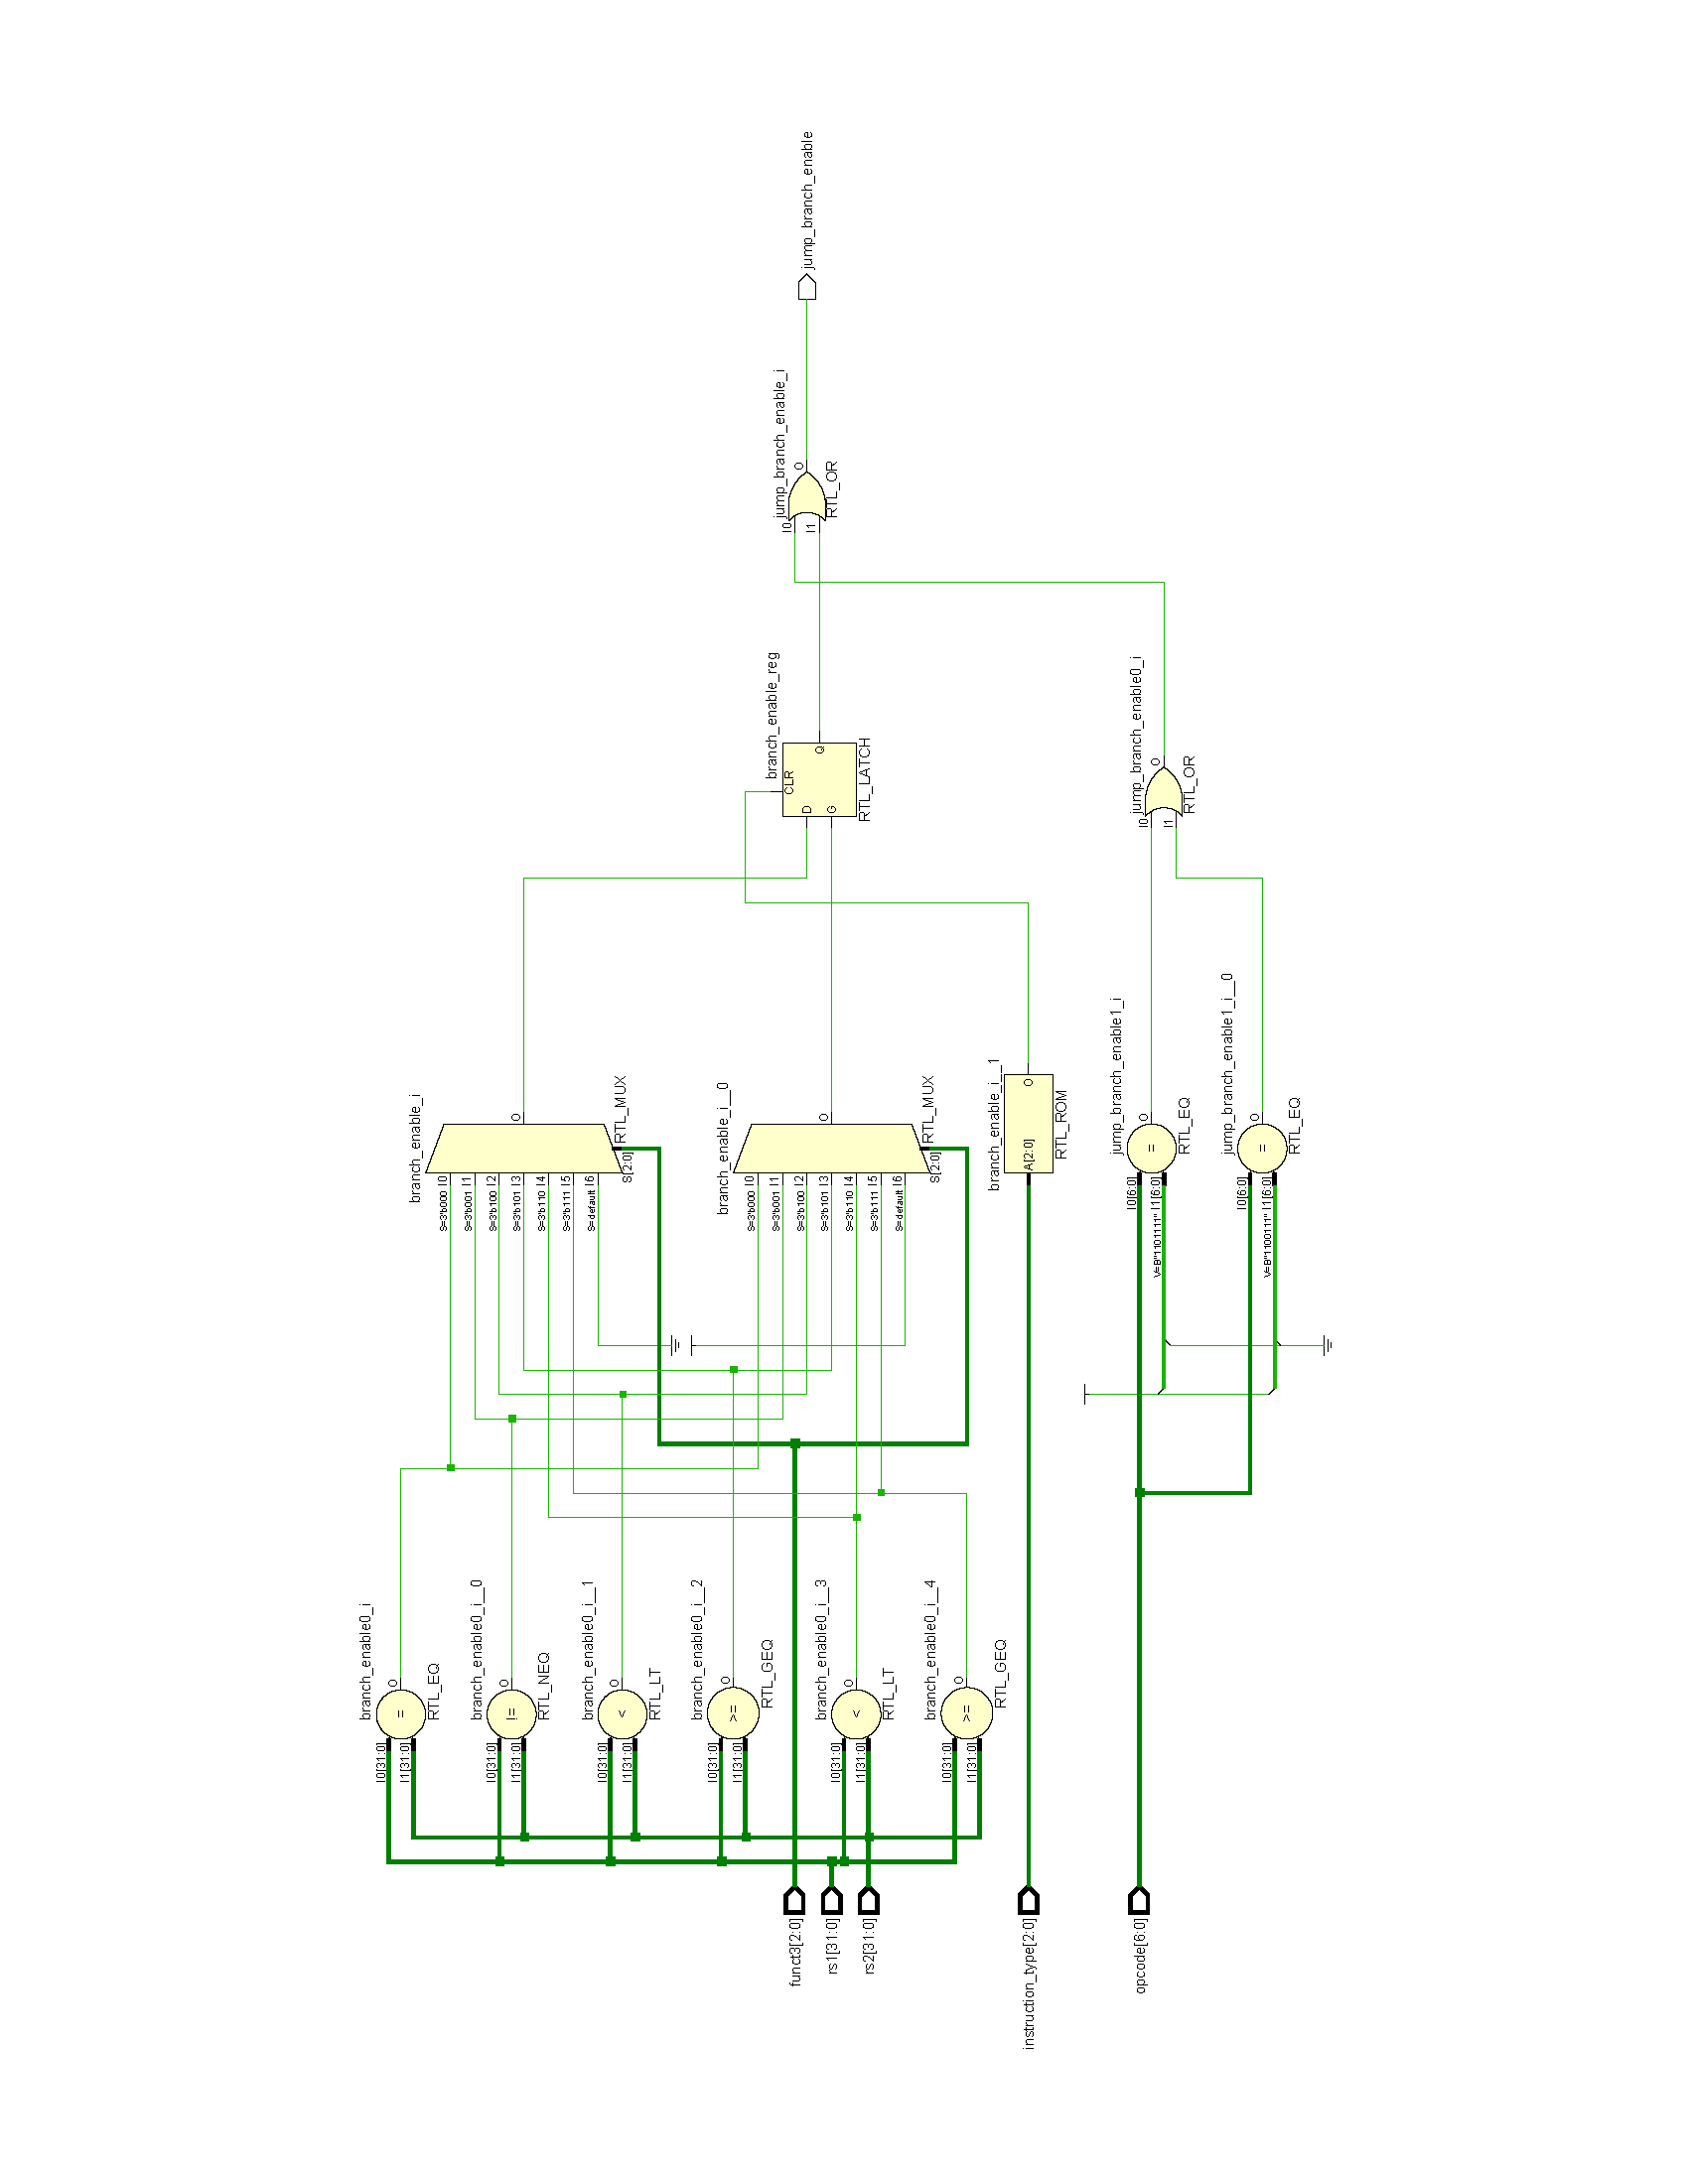 jump_branch_enable
jump_branch_enable_i
O
I0
I1
RTL_OR
branch_enable_reg
CLR
D
G
Q
RTL_LATCH
jump_branch_enable0_i
O
I0
I1
RTL_OR
branch_enable_i
S=3'b000 I0
S=3'b001 I1
S=3'b100 I2
S=3'b101 I3
S=3'b110 I4
S=3'b111 I5
S=default I6
O
S[2:0]
RTL_MUX
branch_enable_i__0
S=3'b000 I0
S=3'b001 I1
S=3'b100 I2
S=3'b101 I3
S=3'b110 I4
S=3'b111 I5
S=default I6
O
S[2:0]
RTL_MUX
branch_enable_i__1
A[2:0]
O
RTL_ROM
jump_branch_enable1_i
I0[6:0]
V=B"1101111" I1[6:0]
=
O
RTL_EQ
jump_branch_enable1_i__0
I0[6:0]
V=B"1100111" I1[6:0]
=
O
RTL_EQ
branch_enable0_i
I0[31:0]
I1[31:0]
=
O
RTL_EQ
branch_enable0_i__0
I0[31:0]
I1[31:0]
!=
O
RTL_NEQ
branch_enable0_i__1
I0[31:0]
I1[31:0]
<
O
RTL_LT
branch_enable0_i__2
I0[31:0]
I1[31:0]
>=
O
RTL_GEQ
branch_enable0_i__3
I0[31:0]
I1[31:0]
<
O
RTL_LT
branch_enable0_i__4
I0[31:0]
I1[31:0]
>=
O
RTL_GEQ
funct3[2:0]
rs1[31:0]
rs2[31:0]
instruction_type[2:0]
opcode[6:0]